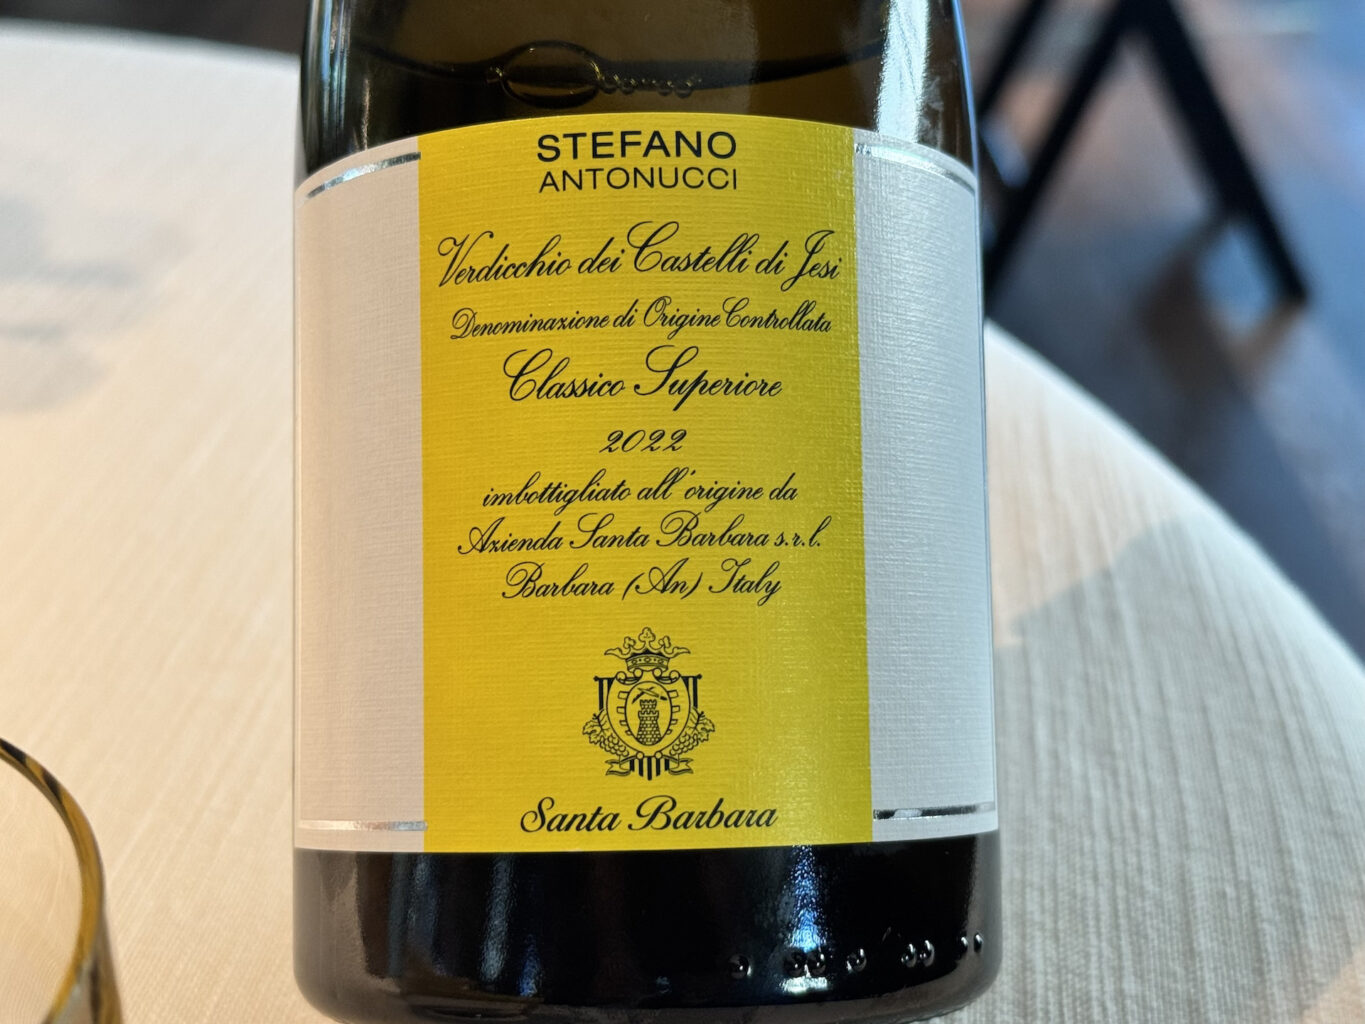 STEFANO
ANTONUCCI
Verdicchio dei Castelli di Jesi
Denominazione di Origine Controllata
Classico Superiore
2022
imbottigliato all'origine da
Azienda Santa Barbara s.r.l.
Barbara (An) Italy
Santa Barbara